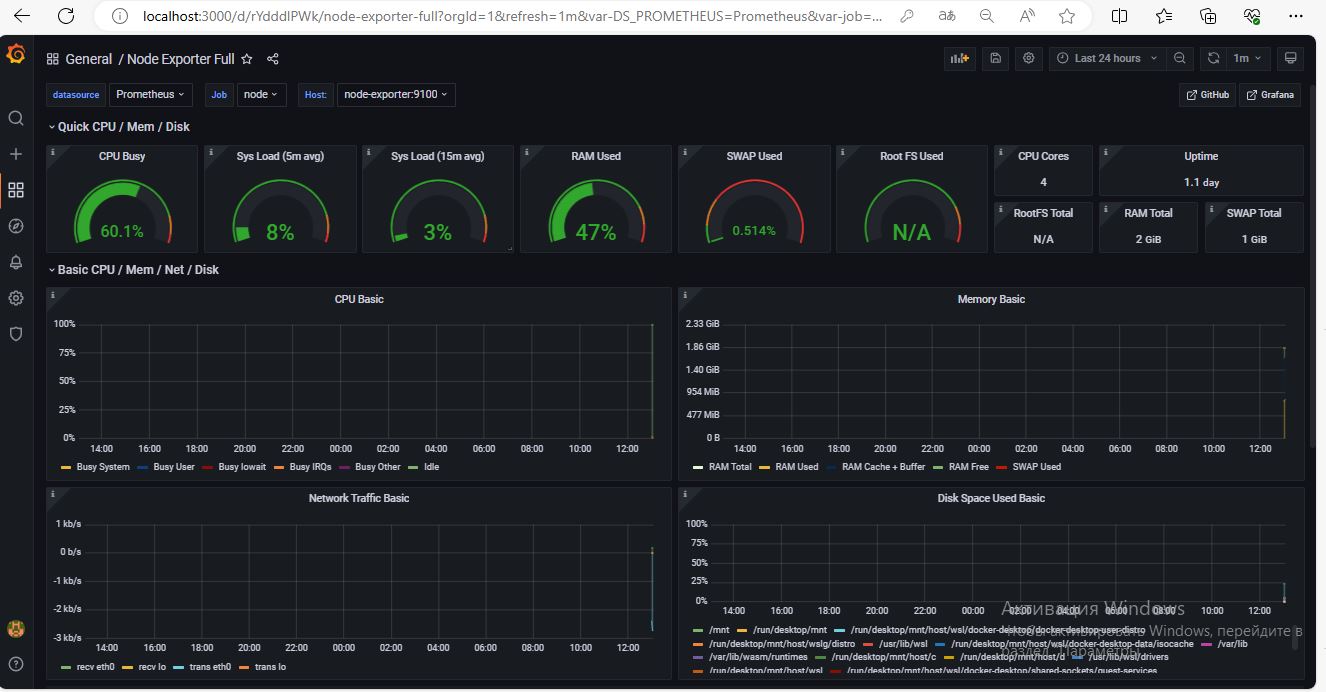 localhost:3000/d/rYdddlPWk/node-exporter-full?orgId=1&refresh=1m&var-DS_PROMETHEUS=Prometheus&var-job=...
General / Node Exporter Full
Last 24 hours
1m
datasource Prometheus Job node Host: node-exporter:9100
GitHub Grafana
Quick CPU / Mem / Disk
CPU Busy
60.1%
Sys Load (5m avg)
8%
Sys Load (15m avg)
3%
RAM Used
47%
SWAP Used
0.514%
Root FS Used
N/A
CPU Cores
4
Uptime
1.1 day
RootFS Total
N/A
RAM Total
2 GiB
SWAP Total
1 GiB
Basic CPU / Mem / Net / Disk
CPU Basic
100%
75%
50%
25%
0%
14:00 16:00 18:00 20:00 22:00 00:00 02:00 04:00 06:00 08:00 10:00 12:00
Busy System Busy User Busy Iowait Busy IRQs Busy Other Idle
Memory Basic
2.33 GiB
1.86 GiB
1.40 GiB
954 MiB
477 MiB
0 B
14:00 16:00 18:00 20:00 22:00 00:00 02:00 04:00 06:00 08:00 10:00 12:00
RAM Total RAM Used RAM Cache + Buffer RAM Free SWAP Used
Network Traffic Basic
1 kb/s
0 b/s
-1 kb/s
-2 kb/s
-3 kb/s
14:00 16:00 18:00 20:00 22:00 00:00 02:00 04:00 06:00 08:00 10:00 12:00
recv eth0 recv lo trans eth0 trans lo
Disk Space Used Basic
100%
75%
50%
25%
0%
14:00 16:00 18:00 20:00 22:00 00:00 02:00 04:00 06:00 08:00 10:00 12:00
/mnt /run/desktop/mnt /run/desktop/mnt/host/wsl/docker-desktop/docker-desktop-user-distro
/run/desktop/mnt/host/wslg/distro /usr/lib/wsl /run/desktop/mnt/host/wsl/docker-desktop-data/isocache /var/lib
/var/lib/wasm/runtimes /run/desktop/mnt/host/c /run/desktop/mnt/host/d /usr/lib/wsl/drivers
/run/desktop/mnt/host/wsl /run/desktop/mnt/host/wsl/docker-desktop/shared-sockets/guest-services
Активация Windows
Чтобы активировать Windows, перейдите в
раздел "Параметры".